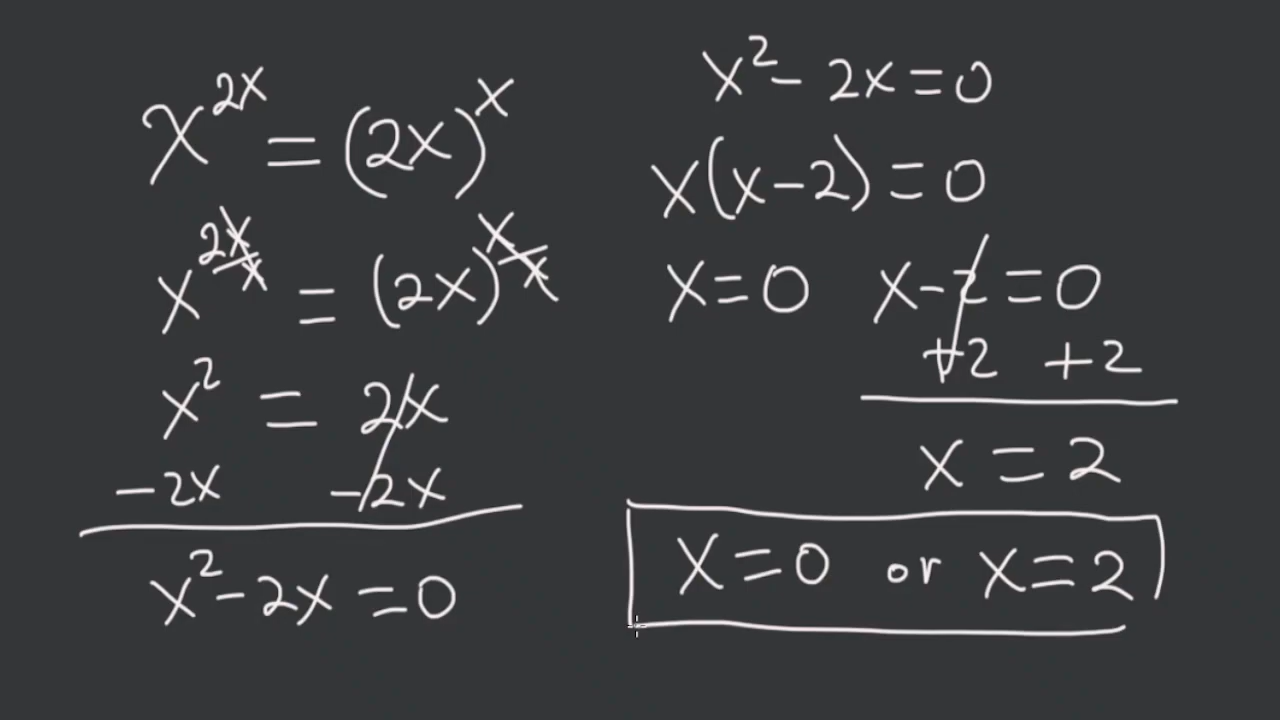 x^{2x} = (2x)^x
x^{2x/x} = (2x)^{x/x}
x^2 = 2x
-2x -2x
x^2 - 2x = 0
x^2 - 2x = 0
x(x-2) = 0
x=0 x-2=0
+2 +2
x = 2
x=0 or x=2